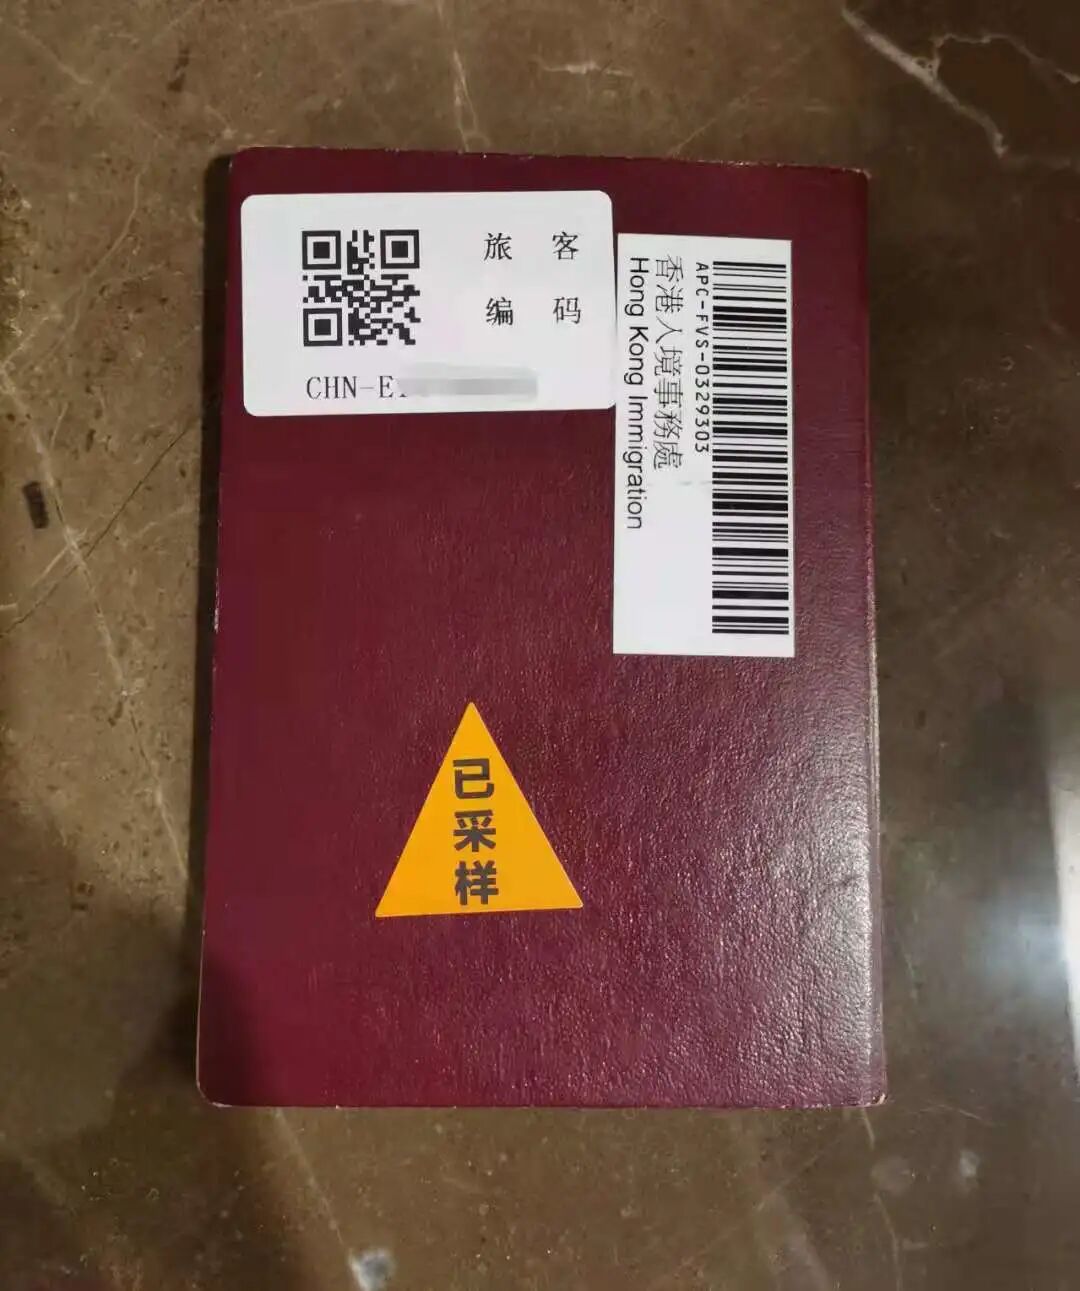 旅 客
编 码
CHN-E
香港入境事務處
Hong Kong Immigration
APC-FVS-0329303
已
采
样